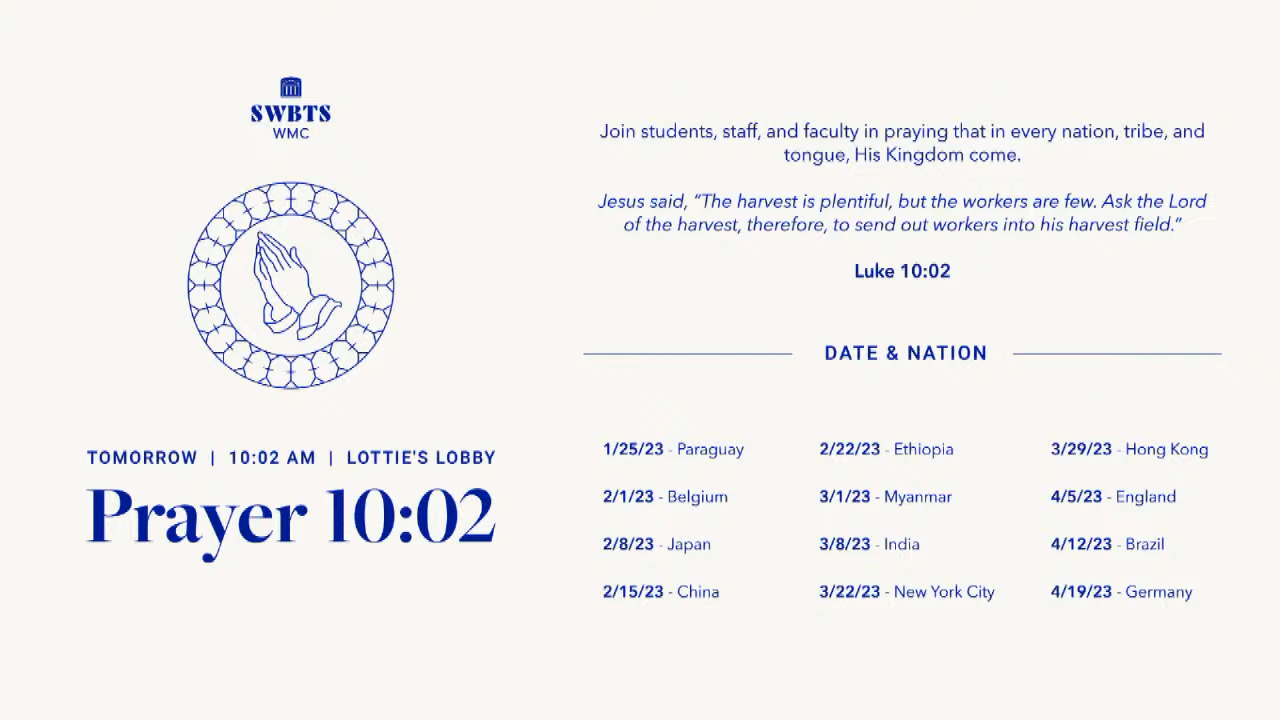 SWBTS
WMC
TOMORROW | 10:02 AM | LOTTIE'S LOBBY
Prayer 10:02
Join students, staff, and faculty in praying that in every nation, tribe, and
tongue, His Kingdom come.
Jesus said, “The harvest is plentiful, but the workers are few. Ask the Lord
of the harvest, therefore, to send out workers into his harvest field.”
Luke 10:02
DATE & NATION
1/25/23 - Paraguay
2/1/23 - Belgium
2/8/23 - Japan
2/15/23 - China
2/22/23 - Ethiopia
3/1/23 - Myanmar
3/8/23 - India
3/22/23 - New York City
3/29/23 - Hong Kong
4/5/23 - England
4/12/23 - Brazil
4/19/23 - Germany